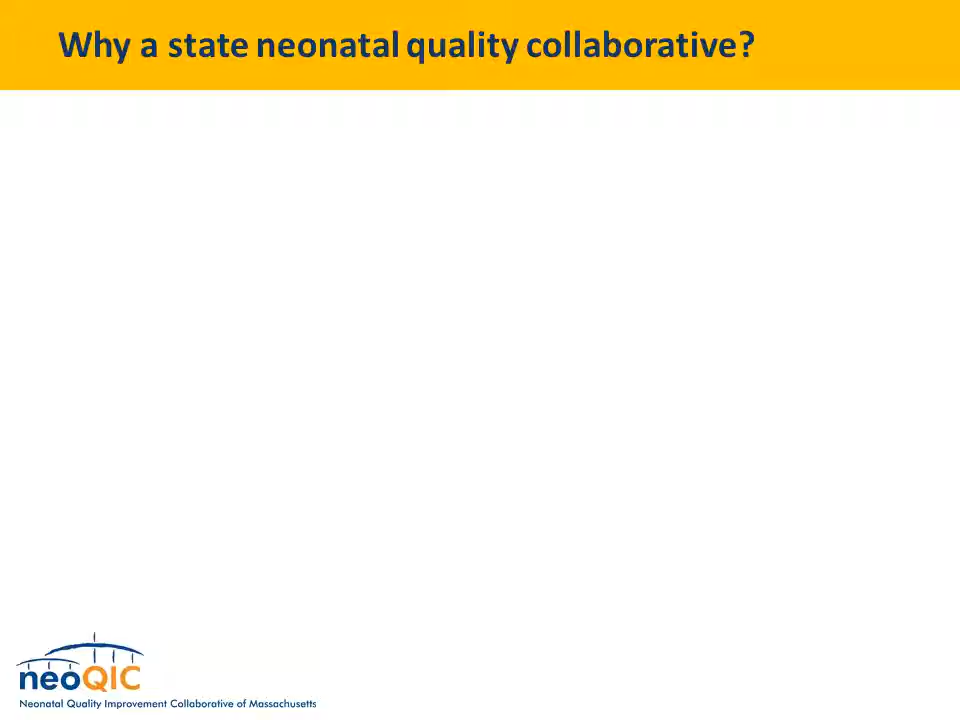 Why a state neonatal quality collaborative?
neoQIC
Neonatal Quality Improvement Collaborative of Massachusetts